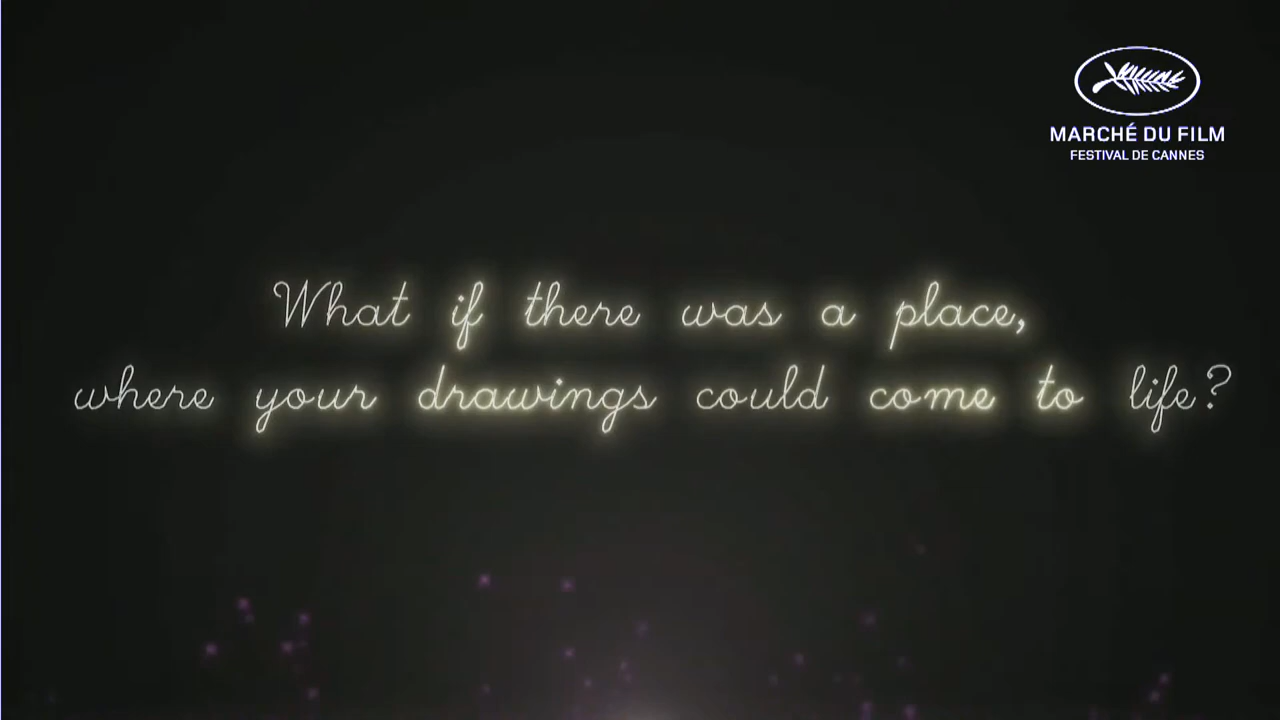 MARCHÉ DU FILM
FESTIVAL DE CANNES
What if there was a place,
where your drawings could come to life?